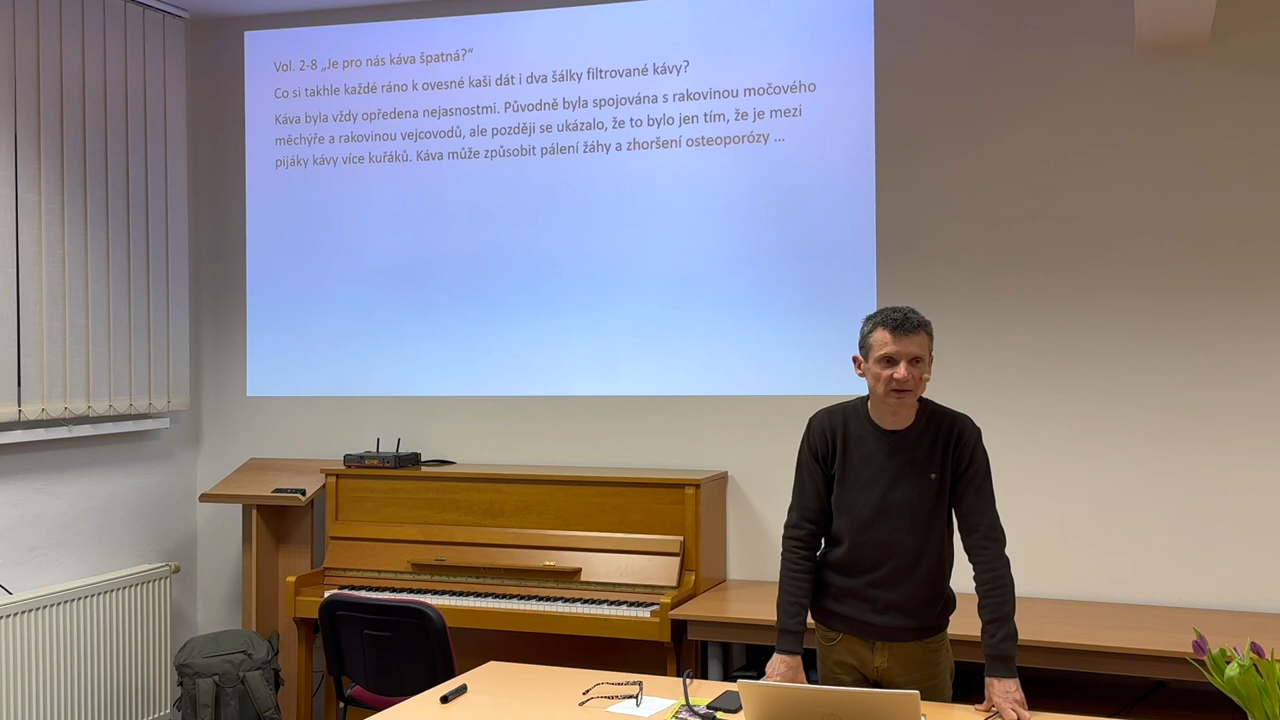 Vol. 2-8 „Je pro nás káva špatná?“
Co si takhle každé ráno k ovesné kaši dát i dva šálky filtrované kávy?
Káva byla vždy opředena nejasnostmi. Původně byla spojována s rakovinou močového
měchýře a rakovinou vejcovodů, ale později se ukázalo, že to bylo jen tím, že je mezi
pijáky kávy více kuřáků. Káva může způsobit pálení žáhy a zhoršení osteoporózy ...